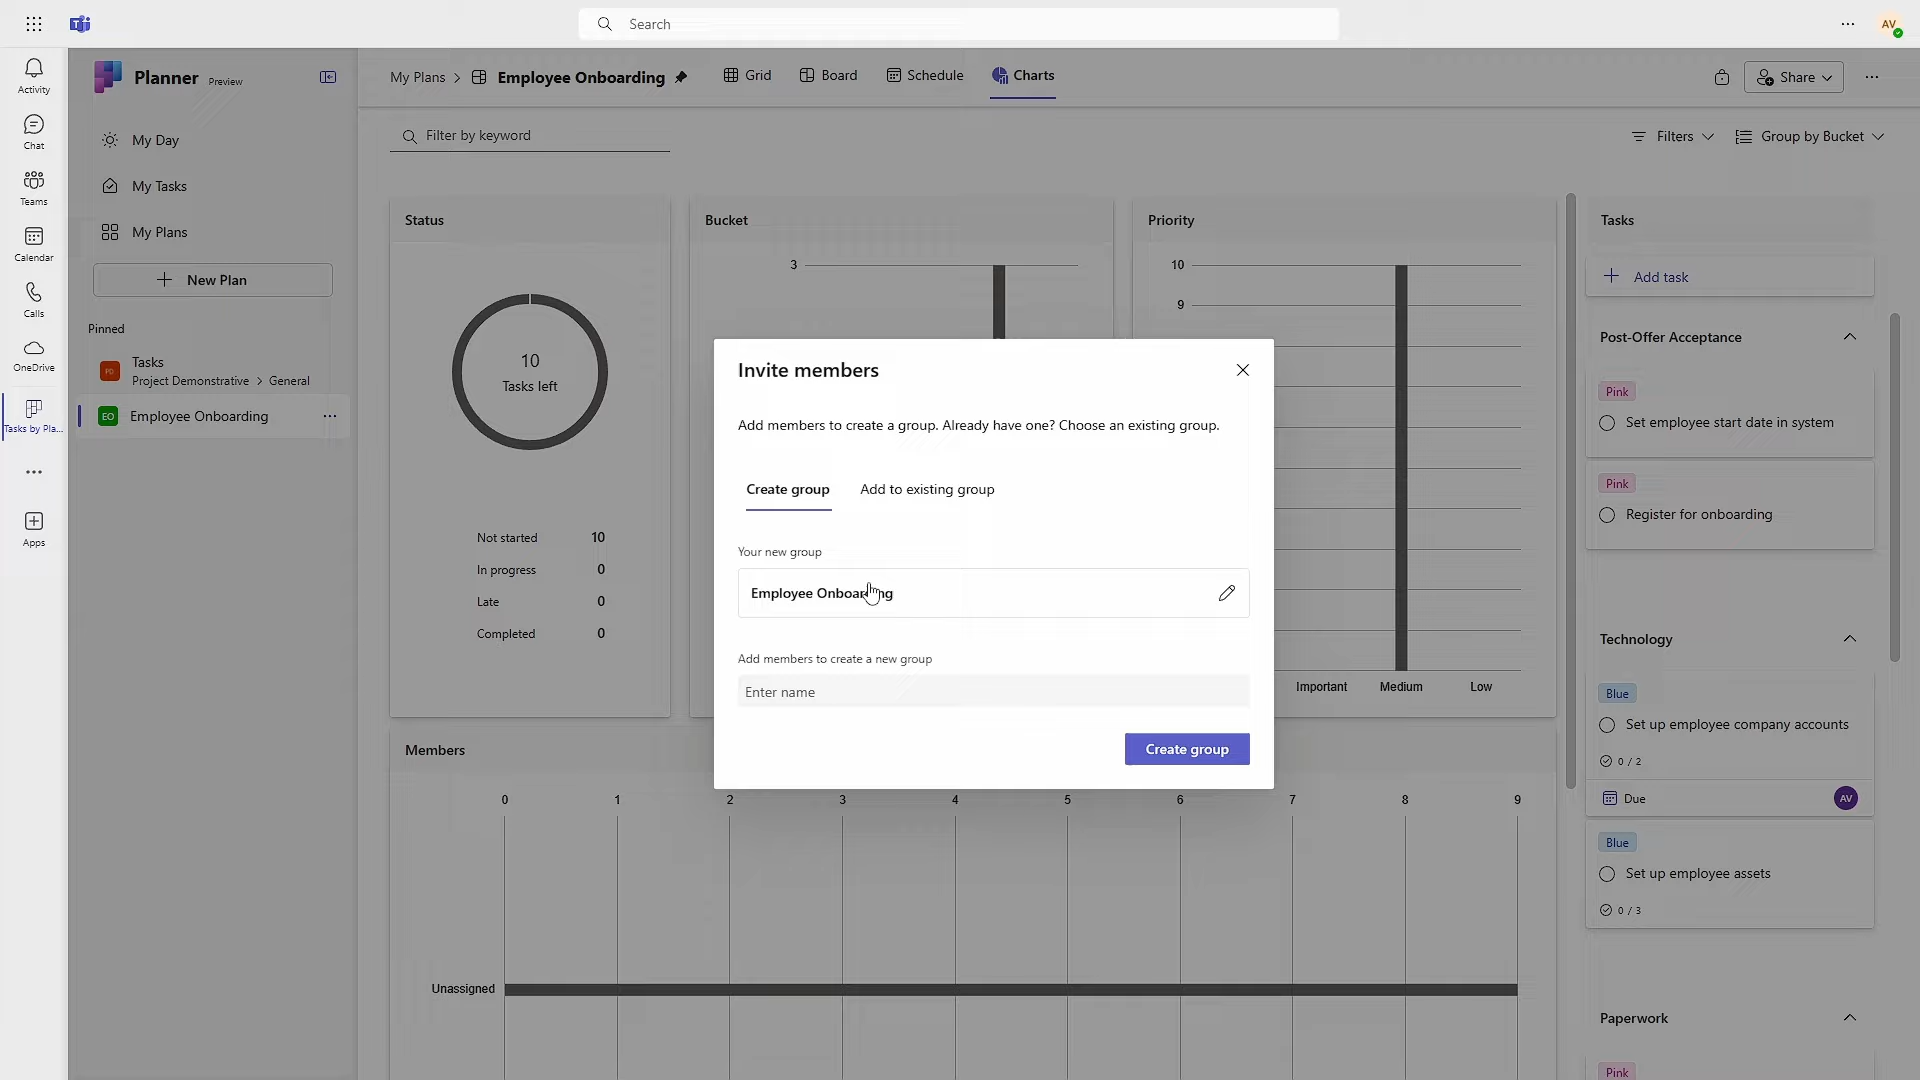 Search
AV
Activity
Chat
Teams
Calendar
Calls
OneDrive
Tasks by Pla...
Apps
Planner Preview
My Day
My Tasks
My Plans
New Plan
Pinned
PD
Tasks
Project Demonstrative > General
EO Employee Onboarding
My Plans > Employee Onboarding
Grid
Board
Schedule
Charts
Share
Filter by keyword
Filters
Group by Bucket
Status
10
Tasks left
Not started 10
In progress 0
Late 0
Completed 0
Bucket
3
Priority
10
9
Important Medium Low
Invite members
Add members to create a group. Already have one? Choose an existing group.
Create group
Add to existing group
Your new group
Employee Onboarding
Add members to create a new group
Enter name
Create group
Members
0 1 2 3 4 5 6 7 8 9
Unassigned
Tasks
Add task
Post-Offer Acceptance
Pink
Set employee start date in system
Pink
Register for onboarding
Technology
Blue
Set up employee company accounts
0 / 2
Due
AV
Blue
Set up employee assets
0 / 3
Paperwork
Pink